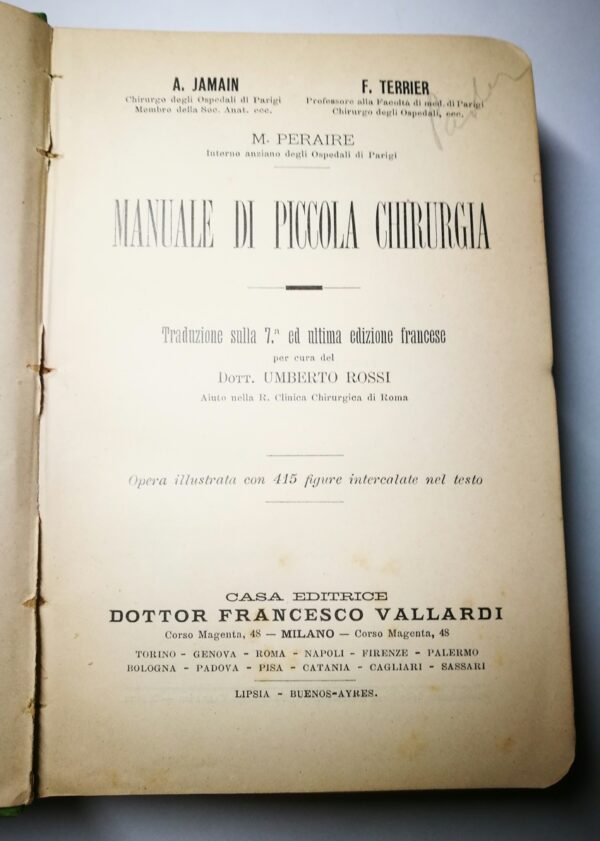 A. JAMAIN
Chirurgo degli Ospedali di Parigi
Membro della Soc. Anat. ecc.
F. TERRIER
Professore alla Facoltà di med. di Parigi
Chirurgo degli Ospedali, ecc.
M. PERAIRE
Interno anziano degli Ospedali di Parigi
MANUALE DI PICCOLA CHIRURGIA
Traduzione sulla 7.ª ed ultima edizione francese
per cura del
DOTT. UMBERTO ROSSI
Aiuto nella R. Clinica Chirurgica di Roma
Opera illustrata con 415 figure intercalate nel testo
CASA EDITRICE
DOTTOR FRANCESCO VALLARDI
Corso Magenta, 48 — MILANO — Corso Magenta, 48
TORINO - GENOVA - ROMA - NAPOLI - FIRENZE - PALERMO
BOLOGNA - PADOVA - PISA - CATANIA - CAGLIARI - SASSARI
LIPSIA - BUENOS-AYRES.